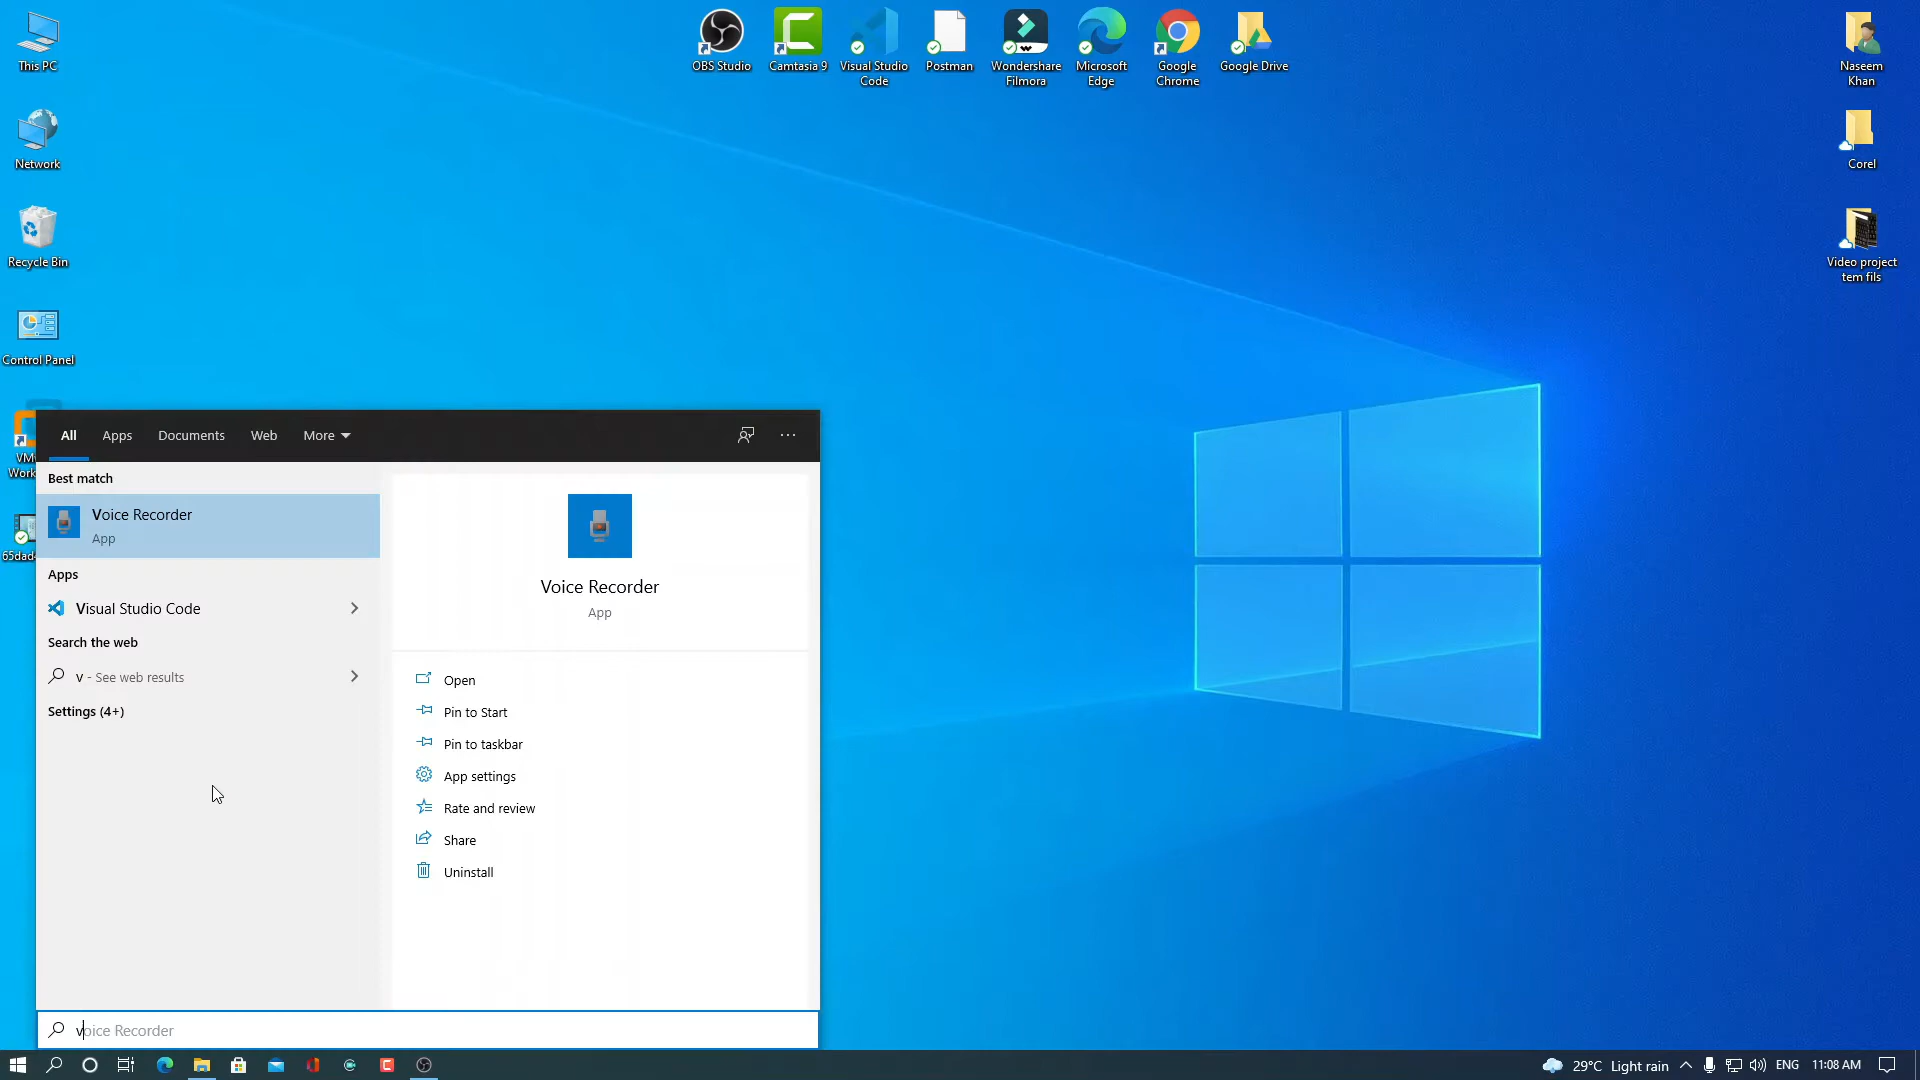 This PC
Network
Recycle Bin
Control Panel
OBS Studio
Camtasia 9
Visual Studio
Code
Postman
Wondershare
Filmora
Microsoft
Edge
Google
Chrome
Google Drive
Naseem
Khan
Corel
Video project
tem fils
All
Apps
Documents
Web
More
Best match
Voice Recorder
App
Apps
Visual Studio Code
Search the web
v - See web results
Settings (4+)
Voice Recorder
App
Open
Pin to Start
Pin to taskbar
App settings
Rate and review
Share
Uninstall
voice Recorder
29°C Light rain
ENG
11:08 AM